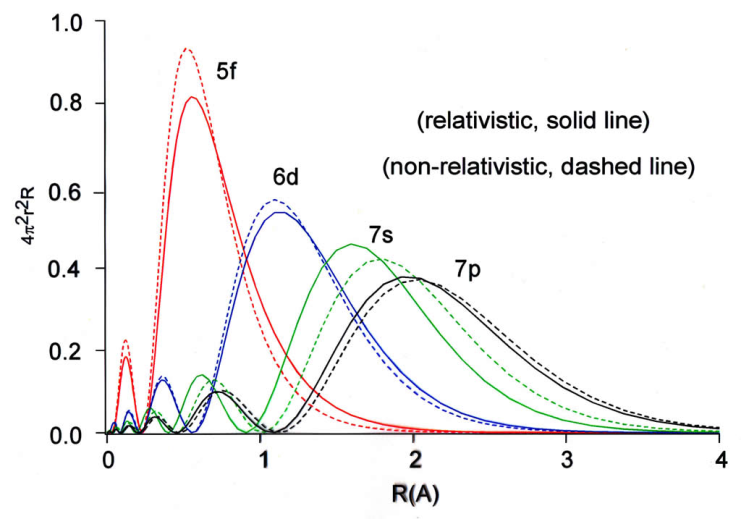 1.0
0.8
0.6
0.4
0.2
0.0
4π²r²R
5f
6d
7s
7p
(relativistic, solid line)
(non-relativistic, dashed line)
0
1
2
3
4
R(A)